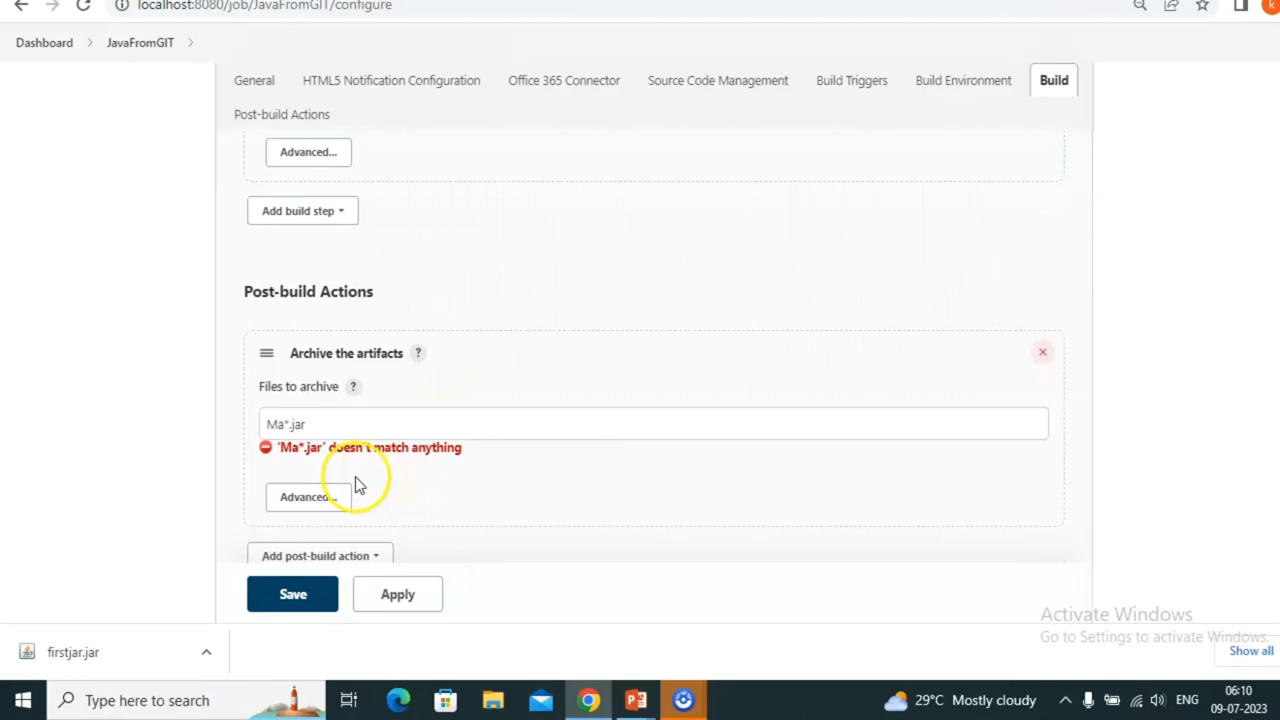 localhost:8080/job/JavaFromGIT/configure
k
Dashboard JavaFromGIT
General HTML5 Notification Configuration Office 365 Connector Source Code Management Build Triggers Build Environment Build
Post-build Actions
Advanced...
Add build step
Post-build Actions
Archive the artifacts ?
Files to archive ?
Ma*.jar
'Ma*.jar' doesn't match anything
Advanced...
Add post-build action
Save Apply
Activate Windows
Go to Settings to activate Windows.
firstjar.jar Show all
Type here to search 29°C Mostly cloudy ENG 06:10
09-07-2023